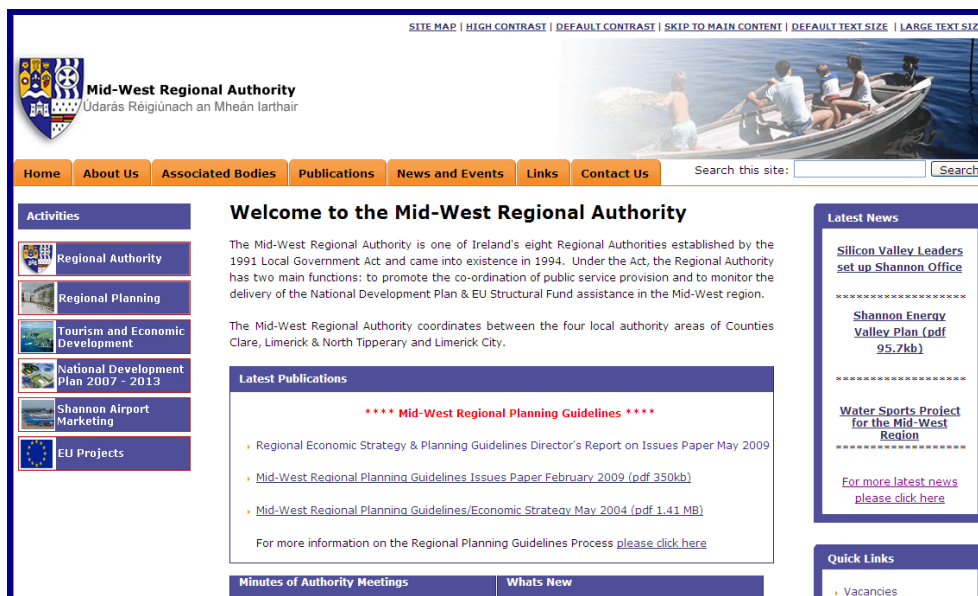 SITE MAP | HIGH CONTRAST | DEFAULT CONTRAST | SKIP TO MAIN CONTENT | DEFAULT TEXT SIZE | LARGE TEXT SIZ
Mid-West Regional Authority
Údarás Réigiúnach an Mheán Iarthair
Home About Us Associated Bodies Publications News and Events Links Contact Us Search this site: Search
Activities
Regional Authority
Regional Planning
Tourism and Economic
Development
National Development
Plan 2007 - 2013
Shannon Airport
Marketing
EU Projects
Welcome to the Mid-West Regional Authority
The Mid-West Regional Authority is one of Ireland's eight Regional Authorities established by the
1991 Local Government Act and came into existence in 1994. Under the Act, the Regional Authority
has two main functions: to promote the co-ordination of public service provision and to monitor the
delivery of the National Development Plan & EU Structural Fund assistance in the Mid-West region.
The Mid-West Regional Authority coordinates between the four local authority areas of Counties
Clare, Limerick & North Tipperary and Limerick City.
Latest Publications
**** Mid-West Regional Planning Guidelines ****
Regional Economic Strategy & Planning Guidelines Director's Report on Issues Paper May 2009
Mid-West Regional Planning Guidelines Issues Paper February 2009 (pdf 350kb)
Mid-West Regional Planning Guidelines/Economic Strategy May 2004 (pdf 1.41 MB)
For more information on the Regional Planning Guidelines Process please click here
Minutes of Authority Meetings
Whats New
Latest News
Silicon Valley Leaders
set up Shannon Office
*******************
Shannon Energy
Valley Plan (pdf
95.7kb)
*******************
Water Sports Project
for the Mid-West
Region
*******************
For more latest news
please click here
Quick Links
Vacancies